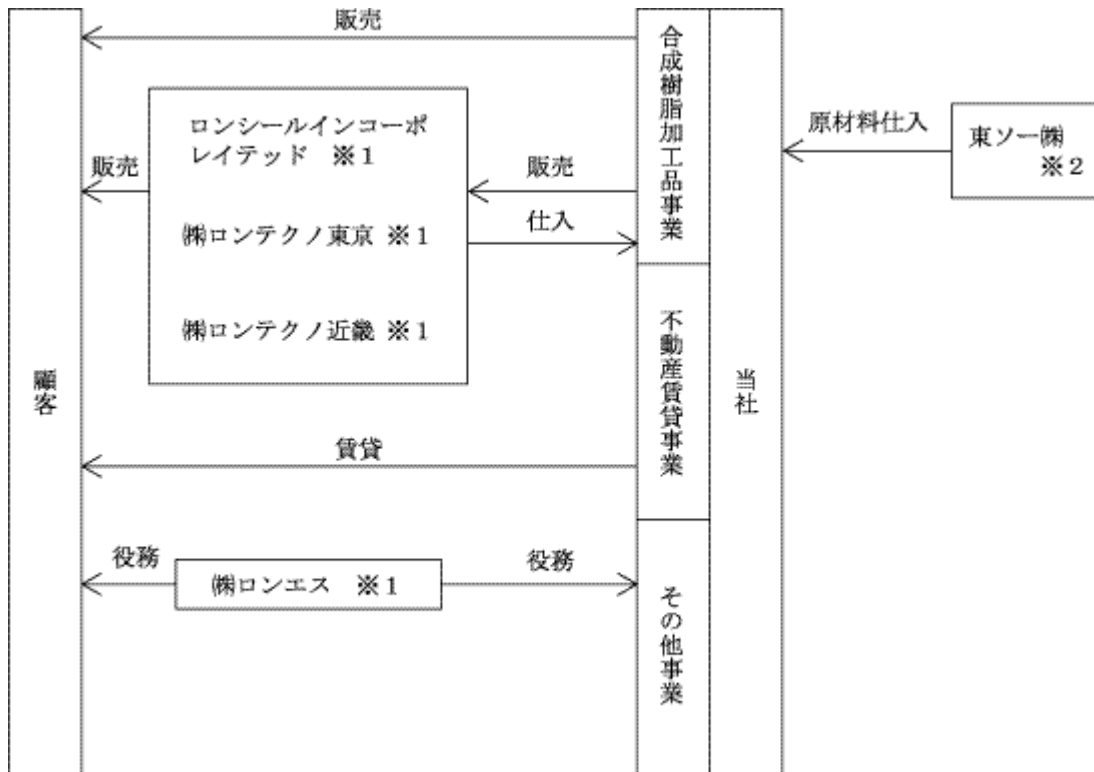 販売
合成樹脂加工品事業
原材料仕入
東ソー㈱
※２
ロンシールインコーポ
レイテッド ※１
販売
販売
仕入
㈱ロンテクノ東京 ※１
㈱ロンテクノ近畿 ※１
不動産賃貸事業
顧客
当社
賃貸
役務
㈱ロンエス ※１
役務
その他事業